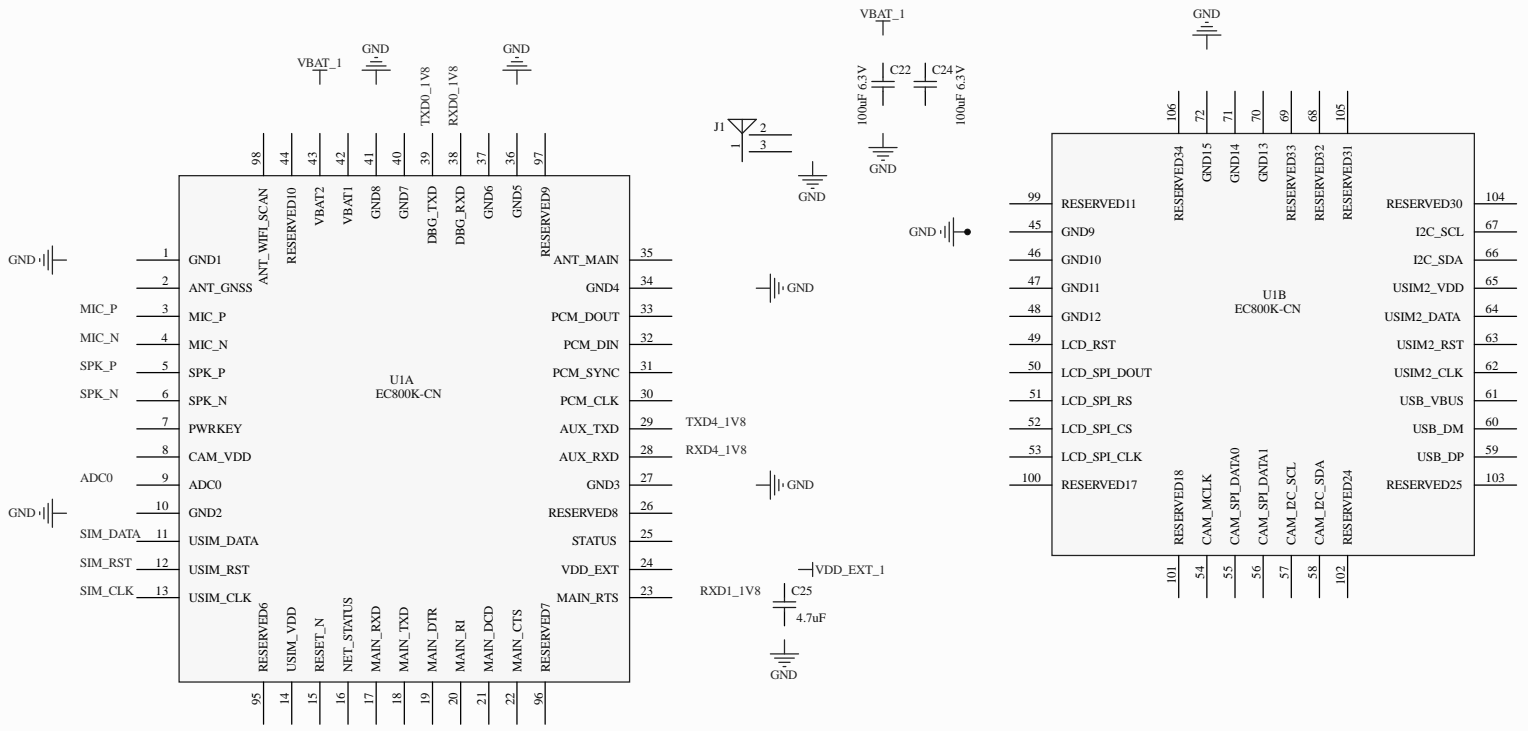 VBAT_1
GND
VBAT_1
GND
TXD0_1V8
RXD0_1V8
GND
100uF 6.3V
C22
C24
100uF 6.3V
GND
J1
1
2
3
GND
98
44
43
42
41
40
39
38
37
36
97
ANT_WIFI_SCAN
RESERVED10
VBAT2
VBAT1
GND8
GND7
DBG_TXD
DBG_RXD
GND6
GND5
RESERVED9
GND
1 GND1
2 ANT_GNSS
MIC_P 3 MIC_P
MIC_N 4 MIC_N
SPK_P 5 SPK_P
SPK_N 6 SPK_N
7 PWRKEY
8 CAM_VDD
ADC0 9 ADC0
GND 10 GND2
SIM_DATA 11 USIM_DATA
SIM_RST 12 USIM_RST
SIM_CLK 13 USIM_CLK
U1A
EC800K-CN
ANT_MAIN 35
GND4 34 GND
PCM_DOUT 33
PCM_DIN 32
PCM_SYNC 31
PCM_CLK 30
AUX_TXD 29 TXD4_1V8
AUX_RXD 28 RXD4_1V8
GND3 27 GND
RESERVED8 26
STATUS 25
VDD_EXT 24 VDD_EXT_1
MAIN_RTS 23 RXD1_1V8
C25
4.7uF
GND
RESERVED6
USIM_VDD
RESET_N
NET_STATUS
MAIN_RXD
MAIN_TXD
MAIN_DTR
MAIN_RI
MAIN_DCD
MAIN_CTS
RESERVED7
95
14
15
16
17
18
19
20
21
22
96
106
72
71
70
69
68
105
RESERVED34
GND15
GND14
GND13
RESERVED33
RESERVED32
RESERVED31
99 RESERVED11
GND 45 GND9
46 GND10
47 GND11
48 GND12
49 LCD_RST
50 LCD_SPI_DOUT
51 LCD_SPI_RS
52 LCD_SPI_CS
53 LCD_SPI_CLK
100 RESERVED17
U1B
EC800K-CN
RESERVED30 104
I2C_SCL 67
I2C_SDA 66
USIM2_VDD 65
USIM2_DATA 64
USIM2_RST 63
USIM2_CLK 62
USB_VBUS 61
USB_DM 60
USB_DP 59
RESERVED25 103
RESERVED18
CAM_MCLK
CAM_SPI_DATA0
CAM_SPI_DATA1
CAM_I2C_SCL
CAM_I2C_SDA
RESERVED24
101
54
55
56
57
58
102